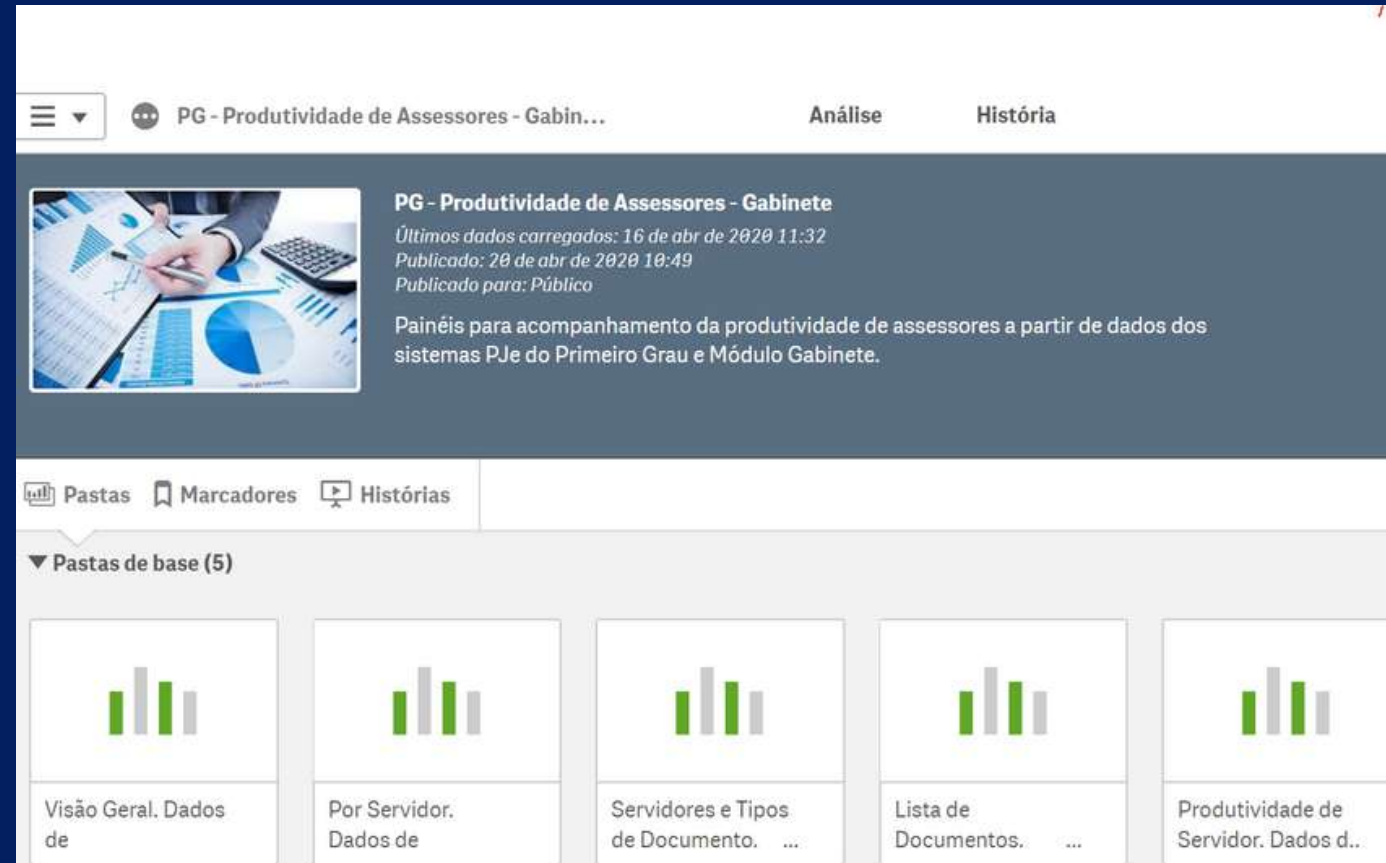 PG - Produtividade de Assessores - Gabin...
Análise
História
PG - Produtividade de Assessores - Gabinete
Últimos dados carregados: 16 de abr de 2020 11:32
Publicado: 20 de abr de 2020 10:49
Publicado para: Público
Painéis para acompanhamento da produtividade de assessores a partir de dados dos
sistemas PJe do Primeiro Grau e Módulo Gabinete.
Pastas
Marcadores
Histórias
Pastas de base (5)
Visão Geral. Dados
de
Por Servidor.
Dados de
Servidores e Tipos
de Documento. ...
Lista de
Documentos. ...
Produtividade de
Servidor. Dados d..